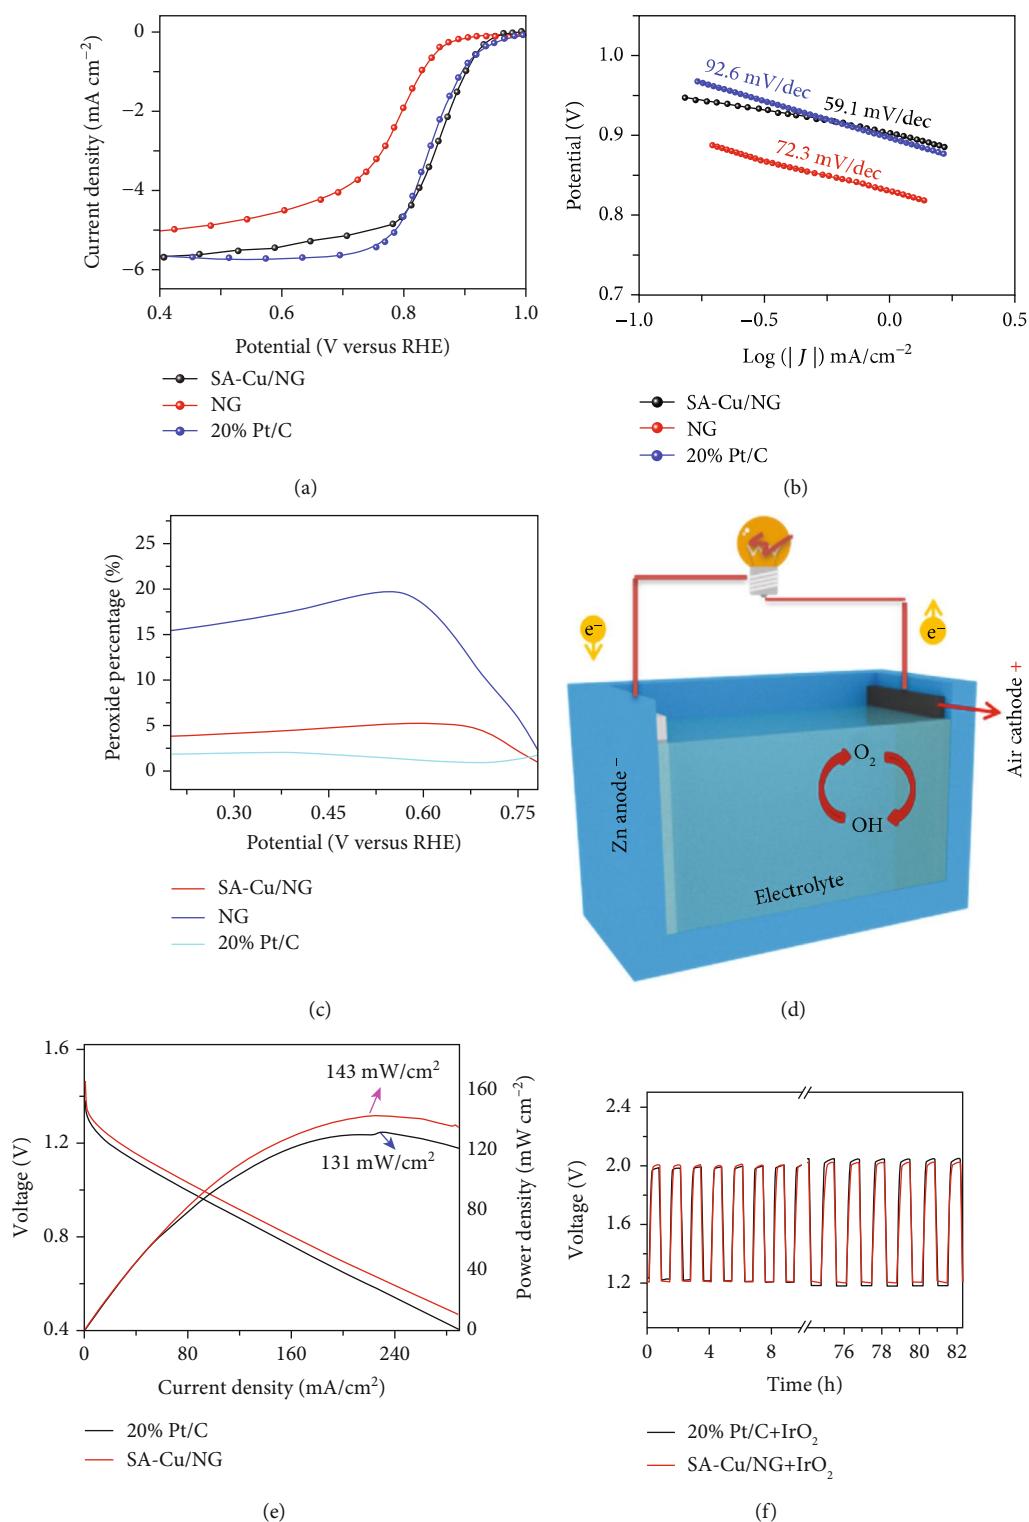 0
−2
−4
−6
Current density (mA cm−2)
0.4
0.6
0.8
1.0
Potential (V versus RHE)
SA-Cu/NG
NG
20% Pt/C
(a)
1.0
0.9
0.8
0.7
Potential (V)
92.6 mV/dec
59.1 mV/dec
72.3 mV/dec
−1.0
−0.5
0.0
0.5
Log (| J |) mA/cm−2
SA-Cu/NG
NG
20% Pt/C
(b)
25
20
15
10
5
0
Peroxide percentage (%)
0.30
0.45
0.60
0.75
Potential (V versus RHE)
SA-Cu/NG
NG
20% Pt/C
(c)
e−
e−
Zn anode−
Air cathode +
O2
OH
Electrolyte
(d)
1.6
1.2
0.8
0.4
Voltage (V)
143 mW/cm2
131 mW/cm2
160
120
80
40
0
Power density (mW cm−2)
0
80
160
240
Current density (mA/cm2)
20% Pt/C
SA-Cu/NG
(e)
2.4
2.0
1.6
1.2
Voltage (V)
0
4
8
76
78
80
82
Time (h)
20% Pt/C+IrO2
SA-Cu/NG+IrO2
(f)